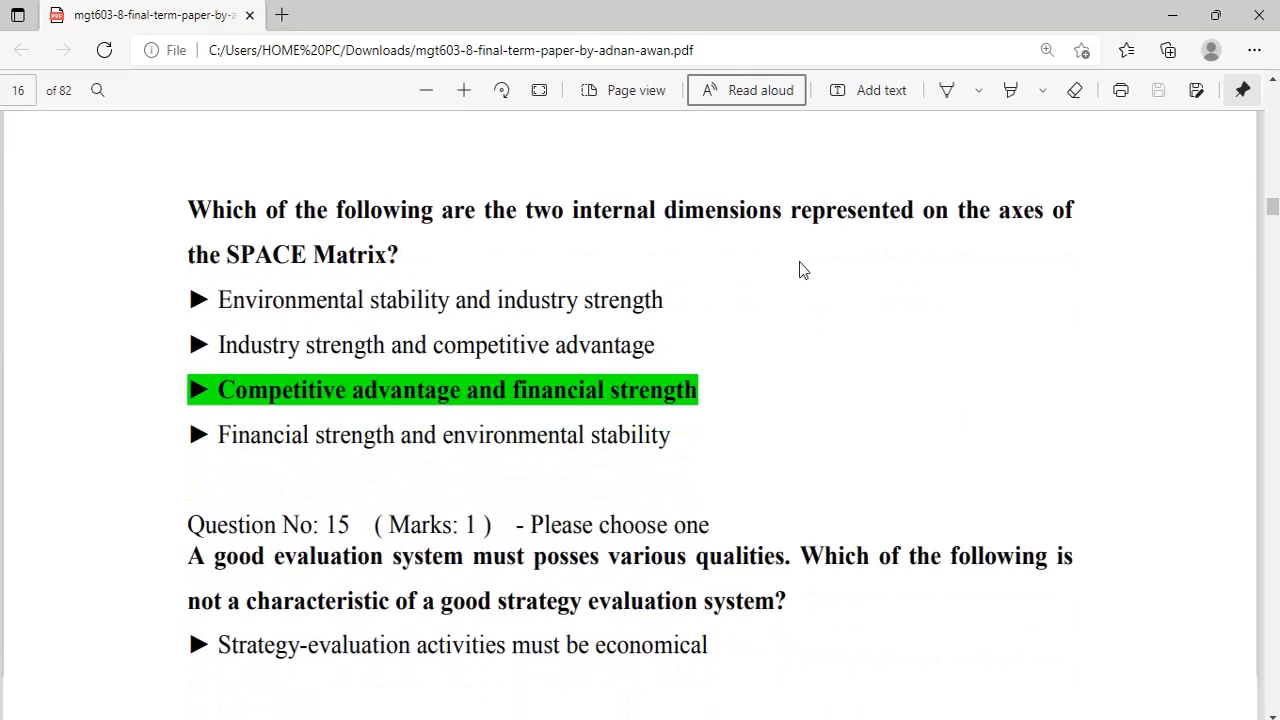 mgt603-8-final-term-paper-by-a
File
C:/Users/HOME%20PC/Downloads/mgt603-8-final-term-paper-by-adnan-awan.pdf
16 of 82
Page view
Read aloud
Add text
Which of the following are the two internal dimensions represented on the axes of
the SPACE Matrix?
► Environmental stability and industry strength
► Industry strength and competitive advantage
► Competitive advantage and financial strength
► Financial strength and environmental stability
Question No: 15 ( Marks: 1 ) - Please choose one
A good evaluation system must posses various qualities. Which of the following is
not a characteristic of a good strategy evaluation system?
► Strategy-evaluation activities must be economical